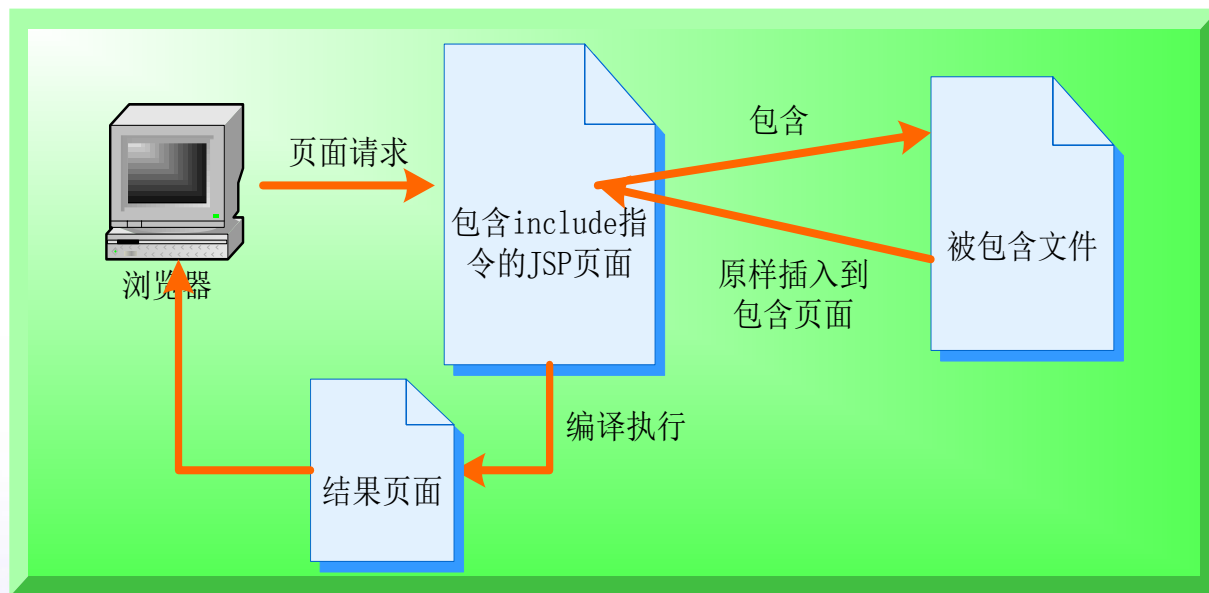 页面请求
包含
包含include指
令的JSP页面
被包含文件
浏览器
原样插入到
包含页面
编译执行
结果页面